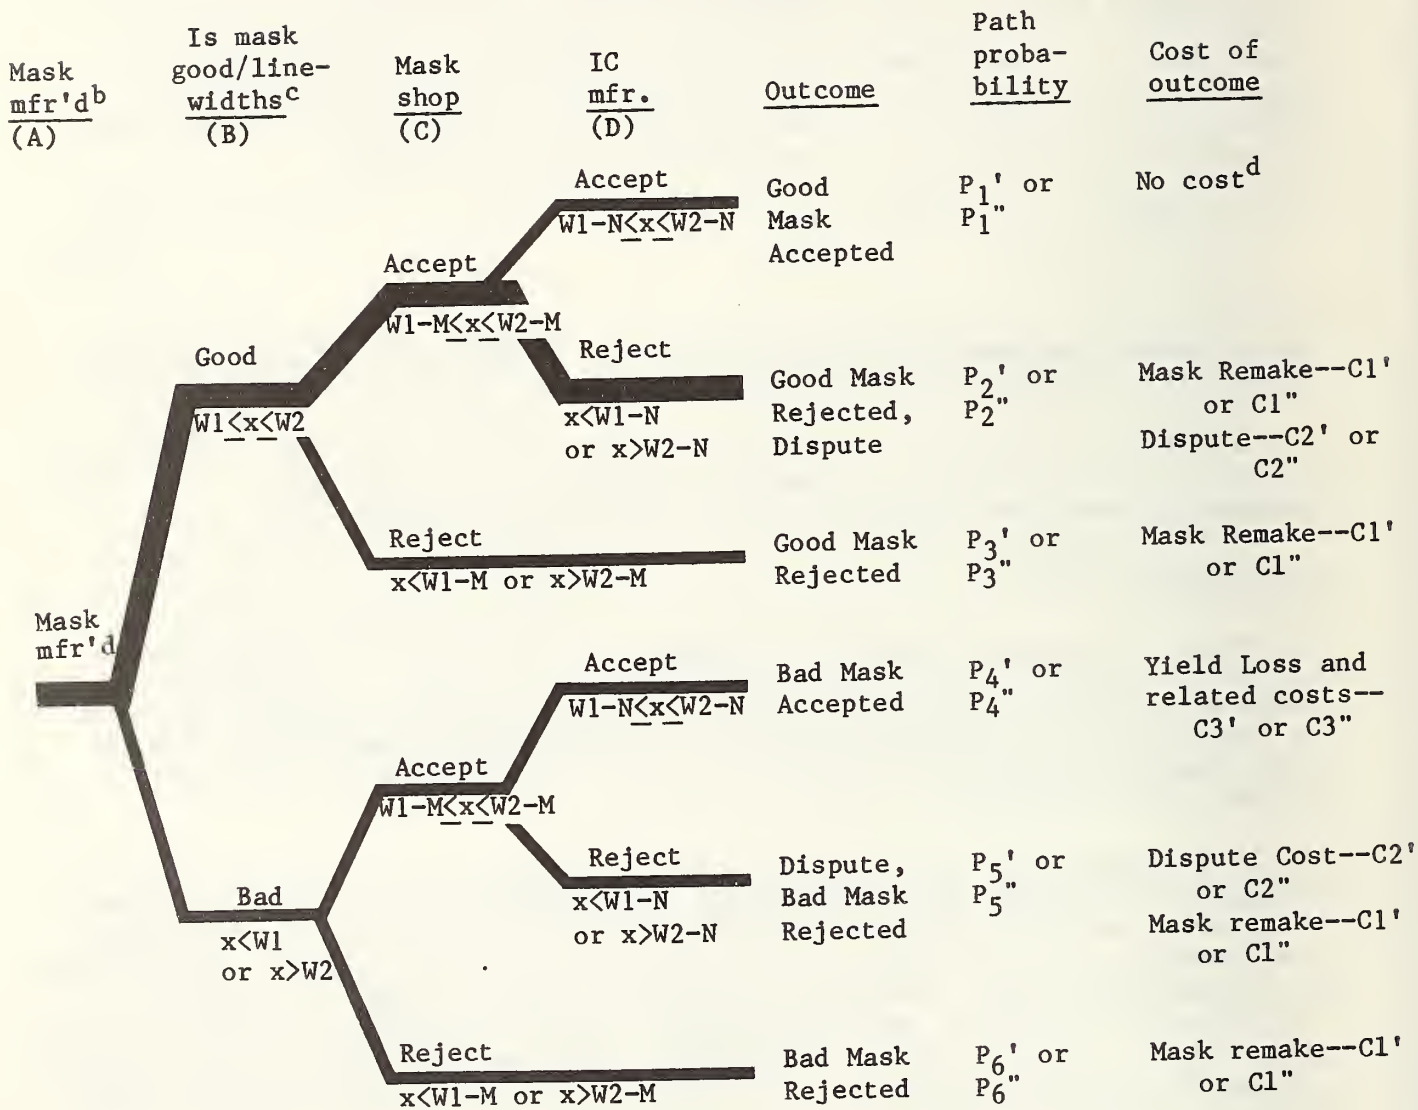 Mask mfr'd^b (A)
Is mask good/line-widths^c (B)
Mask shop (C)
IC mfr. (D)
Outcome
Path proba-bility
Cost of outcome
Accept
W1-N≤x≤W2-N
Good Mask Accepted
P1' or P1"
No cost^d
Accept
W1-M≤x≤W2-M
Reject
x<W1-N
or x>W2-N
Good Mask Rejected, Dispute
P2' or P2"
Mask Remake--C1' or C1"
Dispute--C2' or C2"
Good
W1≤x≤W2
Reject
x<W1-M or x>W2-M
Good Mask Rejected
P3' or P3"
Mask Remake--C1' or C1"
Mask mfr'd
Accept
W1-N≤x≤W2-N
Bad Mask Accepted
P4' or P4"
Yield Loss and related costs--C3' or C3"
Accept
W1-M≤x≤W2-M
Reject
x<W1-N
or x>W2-N
Dispute, Bad Mask Rejected
P5' or P5"
Dispute Cost--C2' or C2"
Mask remake--C1' or C1"
Bad
x<W1
or x>W2
Reject
x<W1-M or x>W2-M
Bad Mask Rejected
P6' or P6"
Mask remake--C1' or C1"